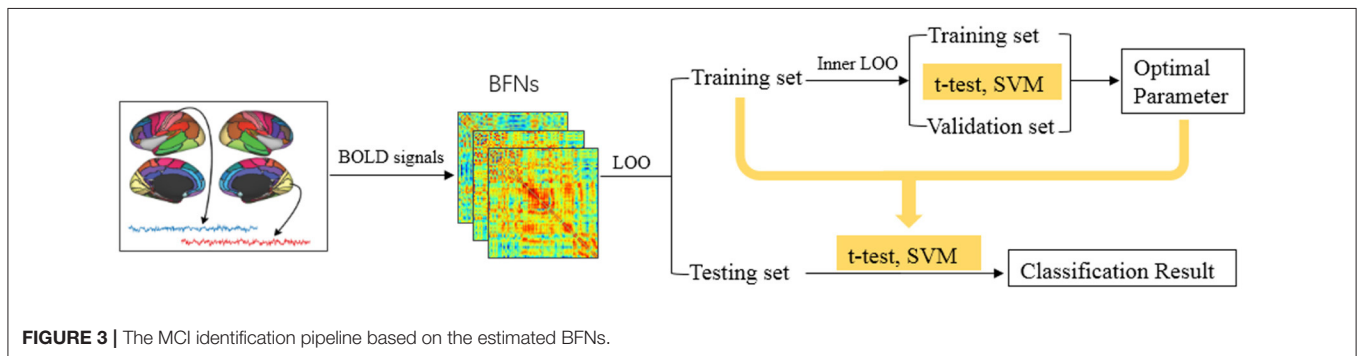 BOLD signals
BFNs
LOO
Training set
Inner LOO
Training set
t-test, SVM
Validation set
Optimal
Parameter
Testing set
t-test, SVM
Classification Result
FIGURE 3 | The MCI identification pipeline based on the estimated BFNs.